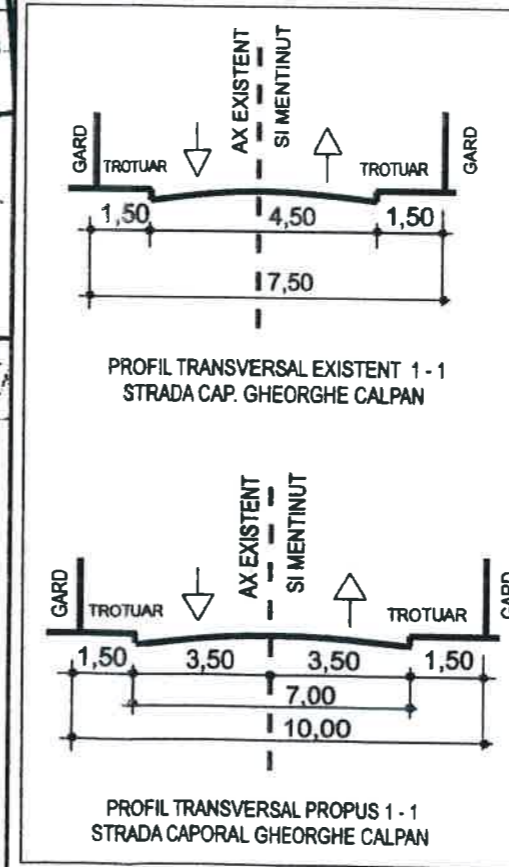 AX EXISTENT
SI MENTINUT
GARD
TROTUAR
TROTUAR
GARD
1,50
4,50
1,50
7,50
PROFIL TRANSVERSAL EXISTENT 1 - 1
STRADA CAP. GHEORGHE CALPAN
AX EXISTENT
SI MENTINUT
GARD
TROTUAR
TROTUAR
GARD
1,50
3,50
3,50
1,50
7,00
10,00
PROFIL TRANSVERSAL PROPUS 1 - 1
STRADA CAPORAL GHEORGHE CALPAN